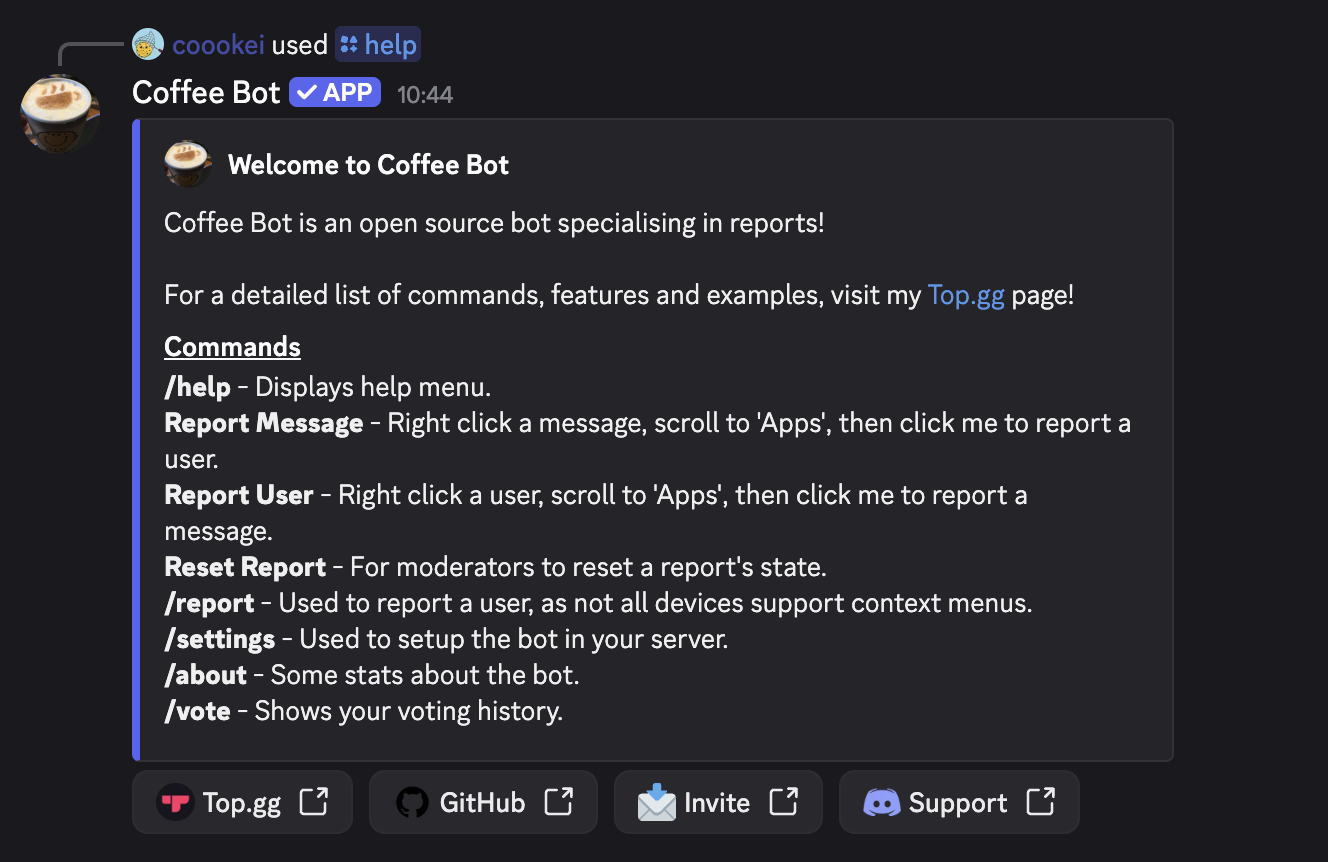 coookei used help
Coffee Bot APP 10:44
Welcome to Coffee Bot
Coffee Bot is an open source bot specialising in reports!
For a detailed list of commands, features and examples, visit my Top.gg page!
Commands
/help - Displays help menu.
Report Message - Right click a message, scroll to 'Apps', then click me to report a
user.
Report User - Right click a user, scroll to 'Apps', then click me to report a
message.
Reset Report - For moderators to reset a report's state.
/report - Used to report a user, as not all devices support context menus.
/settings - Used to setup the bot in your server.
/about - Some stats about the bot.
/vote - Shows your voting history.
Top.gg GitHub Invite Support